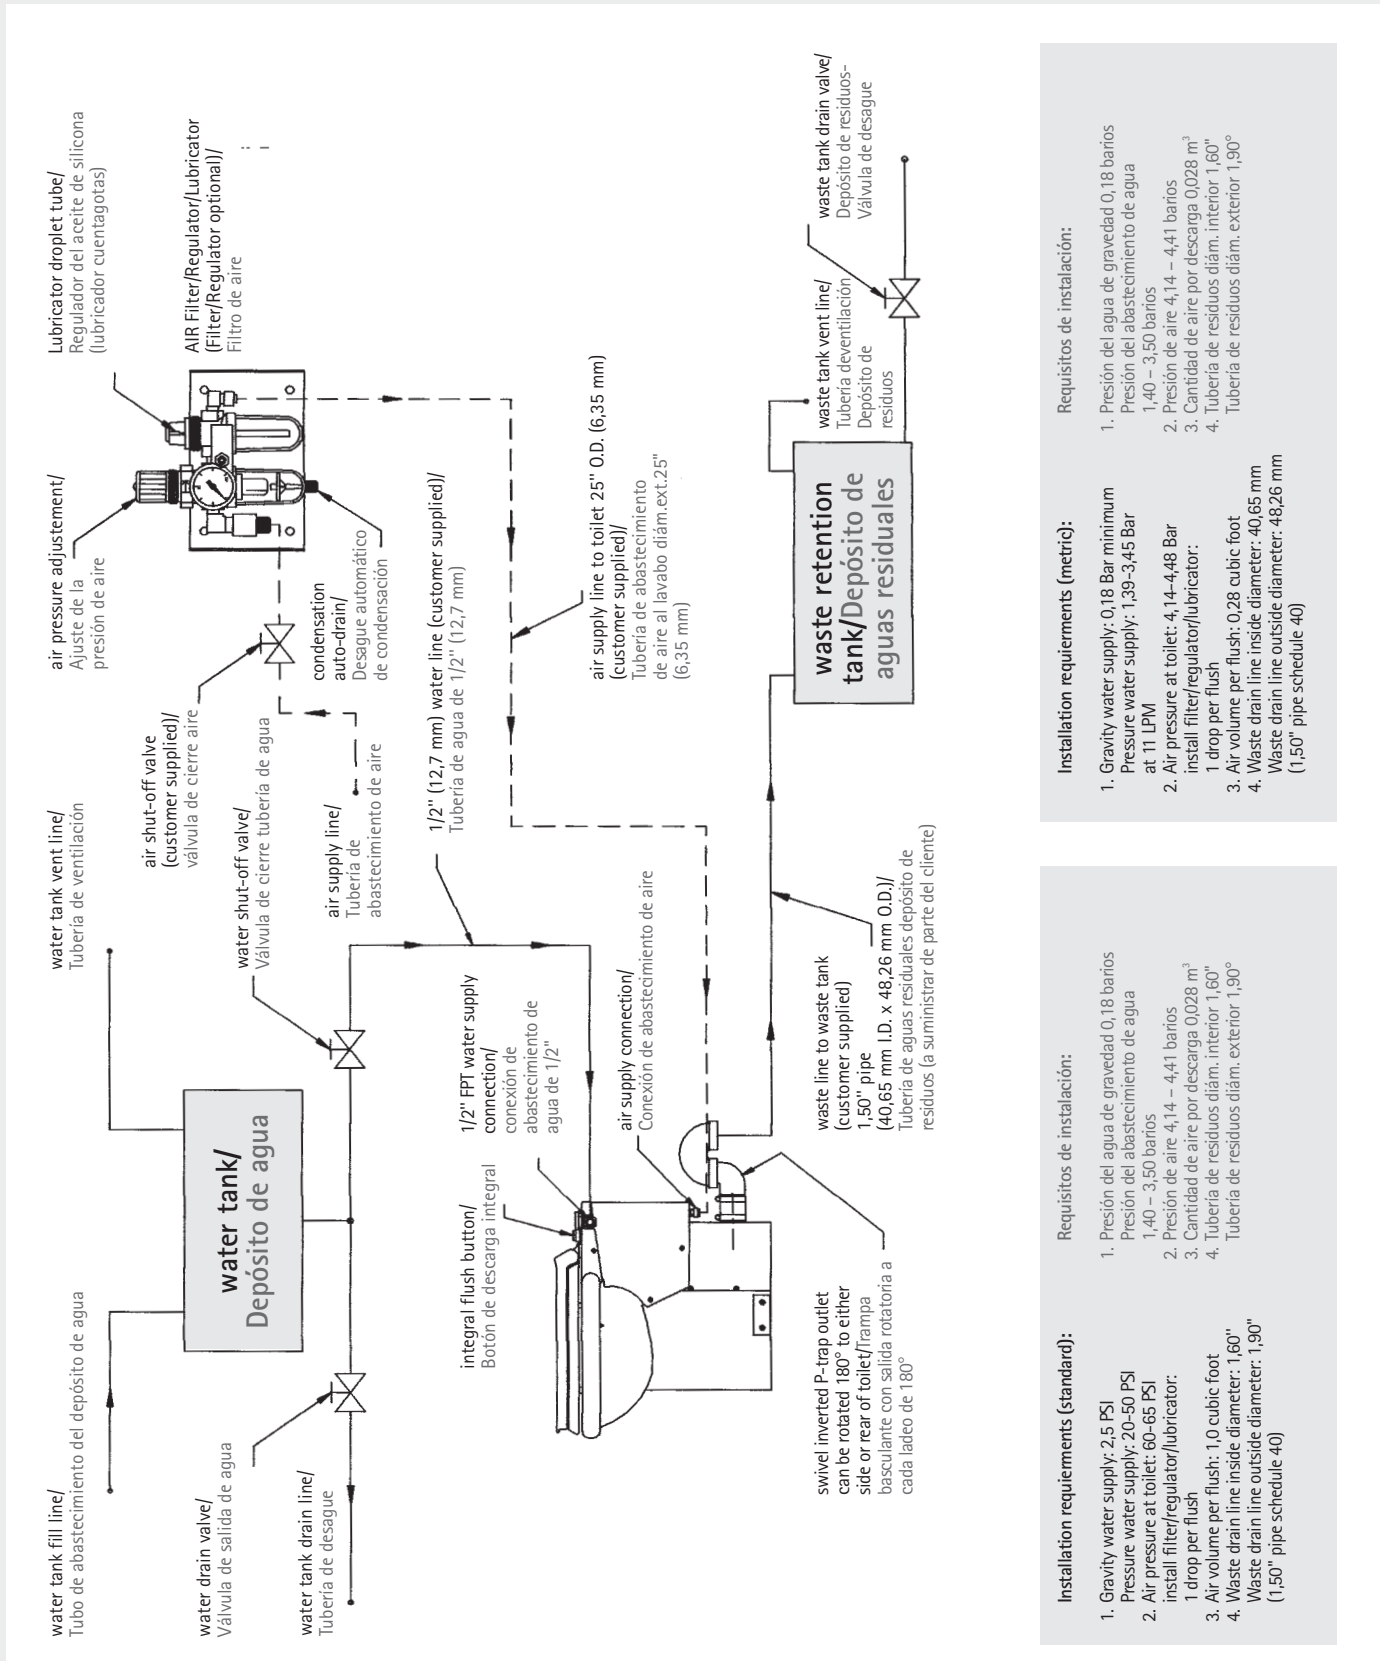 water tank fill line/
Tubo de abastecimiento del depósito de agua
water tank vent line/
Tubería de ventilación
air pressure adjustement/
Ajuste de la
presión de aire
Lubricator droplet tube/
Regulador del aceite de silicona
(lubricador cuentagotas)
AIR Filter/Regulator/Lubricator
(Filter/Regulator optional)/
Filtro de aire
air shut-off valve
(customer supplied)/
válvula de cierre aire
water drain valve/
Válvula de salida de agua
water tank/
Depósito de agua
water shut-off valve/
Válvula de cierre tubería de agua
condensation
auto-drain/
Desague automático
de condensación
water tank drain line/
Tubería de desague
air supply line/
Tubería de
abastecimiento de aire
1/2" (12,7 mm) water line (customer supplied)/
Tubería de agua de 1/2" (12,7 mm)
integral flush button/
Botón de descarga integral
1/2" FPT water supply
connection/
conexión de
abastecimiento de
agua de 1/2"
air supply line to toilet 25" O.D. (6,35 mm)
(customer supplied)/
Tubería de abastecimiento
de aire al lavabo diám.ext.25"
(6,35 mm)
air supply connection/
Conexión de abastecimiento de aire
swivel inverted P-trap outlet
can be rotated 180° to either
side or rear of toilet/Trampa
basculante con salida rotatoria a
cada ladeo de 180°
waste line to waste tank
(customer supplied)
1,50" pipe
(40,65 mm I.D. x 48,26 mm O.D.)/
Tubería de aguas residuales depósito de
residuos (a suministrar de parte del cliente)
waste retention
tank/Depósito de
aguas residuales
waste tank vent line/
Tubería deventilación
Depósito de
residuos
waste tank drain valve/
Depósito de residuos-
Válvula de desague
Installation requierments (standard):
1. Gravity water supply: 2,5 PSI
Pressure water supply: 20-50 PSI
2. Air pressure at toilet: 60-65 PSI
install filter/regulator/lubricator:
1 drop per flush
3. Air volume per flush: 1,0 cubic foot
4. Waste drain line inside diameter: 1,60"
Waste drain line outside diameter: 1,90"
(1,50" pipe schedule 40)
Requisitos de instalación:
1. Presión del agua de gravedad 0,18 barios
Presión del abastecimiento de agua
1,40 – 3,50 barios
2. Presión de aire 4,14 – 4,41 barios
3. Cantidad de aire por descarga 0,028 m³
4. Tubería de residuos diám. interior 1,60"
Tubería de residuos diám. exterior 1,90°
Installation requierments (metric):
1. Gravity water supply: 0,18 Bar minimum
Pressure water supply: 1,39-3,45 Bar
at 11 LPM
2. Air pressure at toilet: 4,14-4,48 Bar
install filter/regulator/lubricator:
1 drop per flush
3. Air volume per flush: 0,28 cubic foot
4. Waste drain line inside diameter: 40,65 mm
Waste drain line outside diameter: 48,26 mm
(1,50" pipe schedule 40)
Requisitos de instalación:
1. Presión del agua de gravedad 0,18 barios
Presión del abastecimiento de agua
1,40 – 3,50 barios
2. Presión de aire 4,14 – 4,41 barios
3. Cantidad de aire por descarga 0,028 m³
4. Tubería de residuos diám. interior 1,60"
Tubería de residuos diám. exterior 1,90°